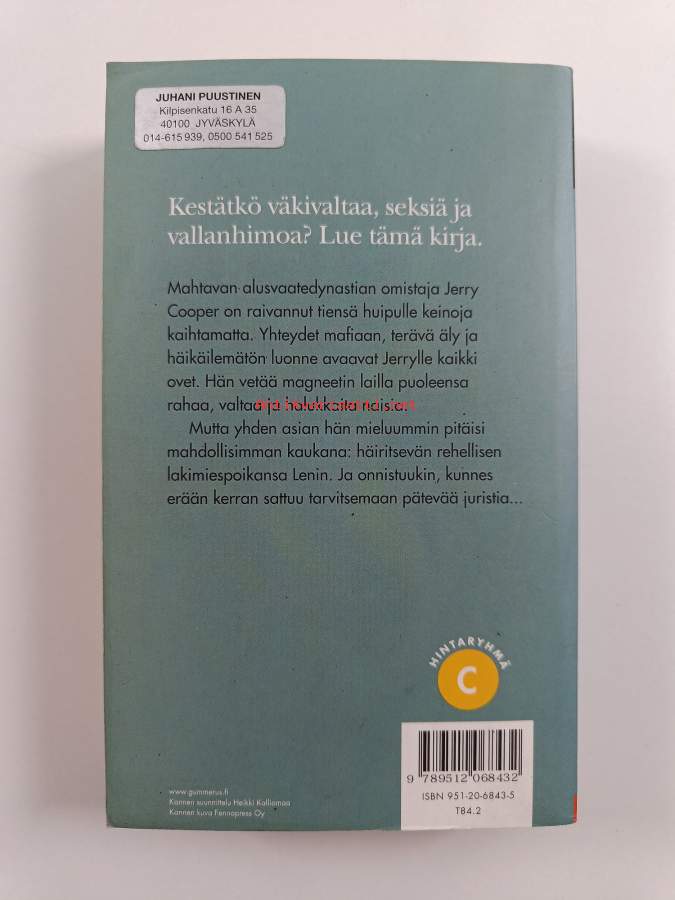 JUHANI PUUSTINEN
Kilpisenkatu 16 A 35
40100 JYVÄSKYLÄ
014-615 939, 0500 541 525
Kestätkö väkivaltaa, seksiä ja
vallanhimoa? Lue tämä kirja.
Mahtavan alusvaatedynastian omistaja Jerry
Cooper on raivannut tiensä huipulle keinoja
kaihtamatta. Yhteydet mafiaan, terävä äly ja
häikäilemätön luonne avaavat Jerrylle kaikki
ovet. Hän vetää magneetin lailla puoleensa
rahaa, valtaa ja halukkaita naisia.
Mutta yhden asian hän mieluummin pitäisi
mahdollisimman kaukana: häiritsevän rehellisen
lakimiespoikansa Lenin. Ja onnistuukin, kunnes
erään kerran sattuu tarvitsemaan pätevää juristia...
HINTARYHMÄ
C
9 789512 068432
ISBN 951-20-6843-5
T84.2
www.gummerus.fi
Kannen suunnittelu Heikki Kalliomaa
Kannen kuva Fennopress Oy